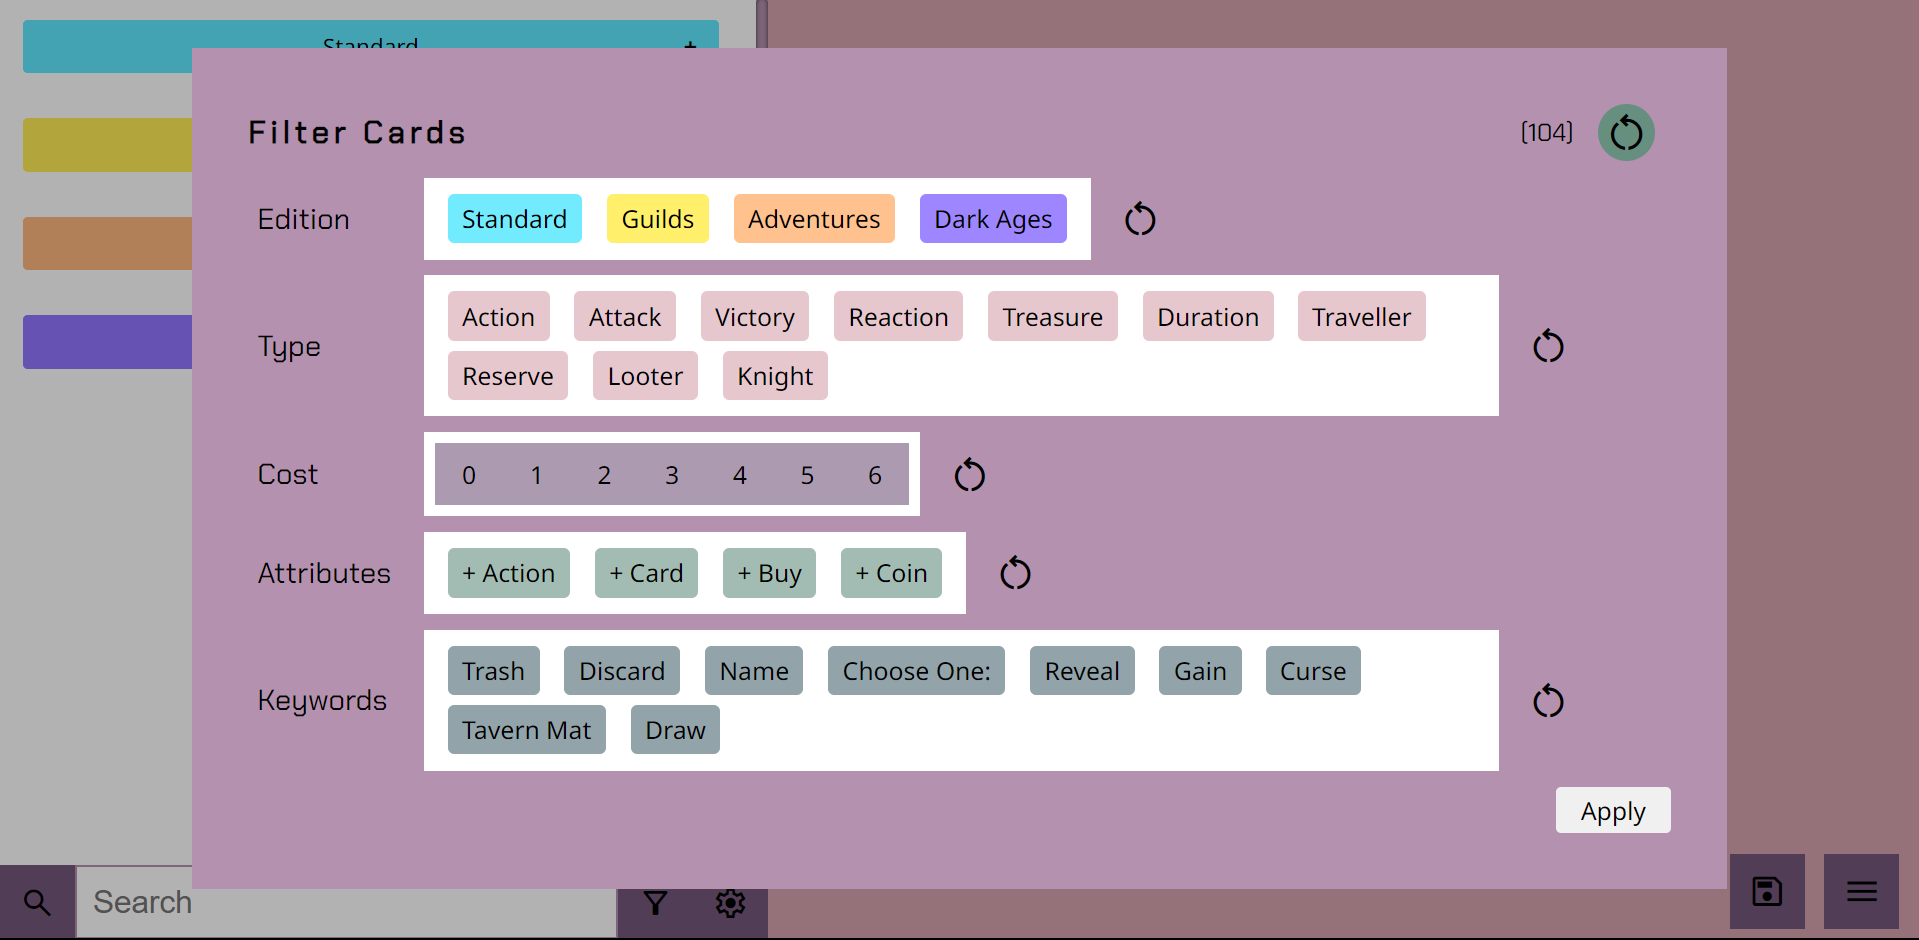 Standard +
Filter Cards (104)
Edition Standard Guilds Adventures Dark Ages
Type Action Attack Victory Reaction Treasure Duration Traveller
Reserve Looter Knight
Cost 0 1 2 3 4 5 6
Attributes + Action + Card + Buy + Coin
Keywords Trash Discard Name Choose One: Reveal Gain Curse
Tavern Mat Draw
Apply
Search